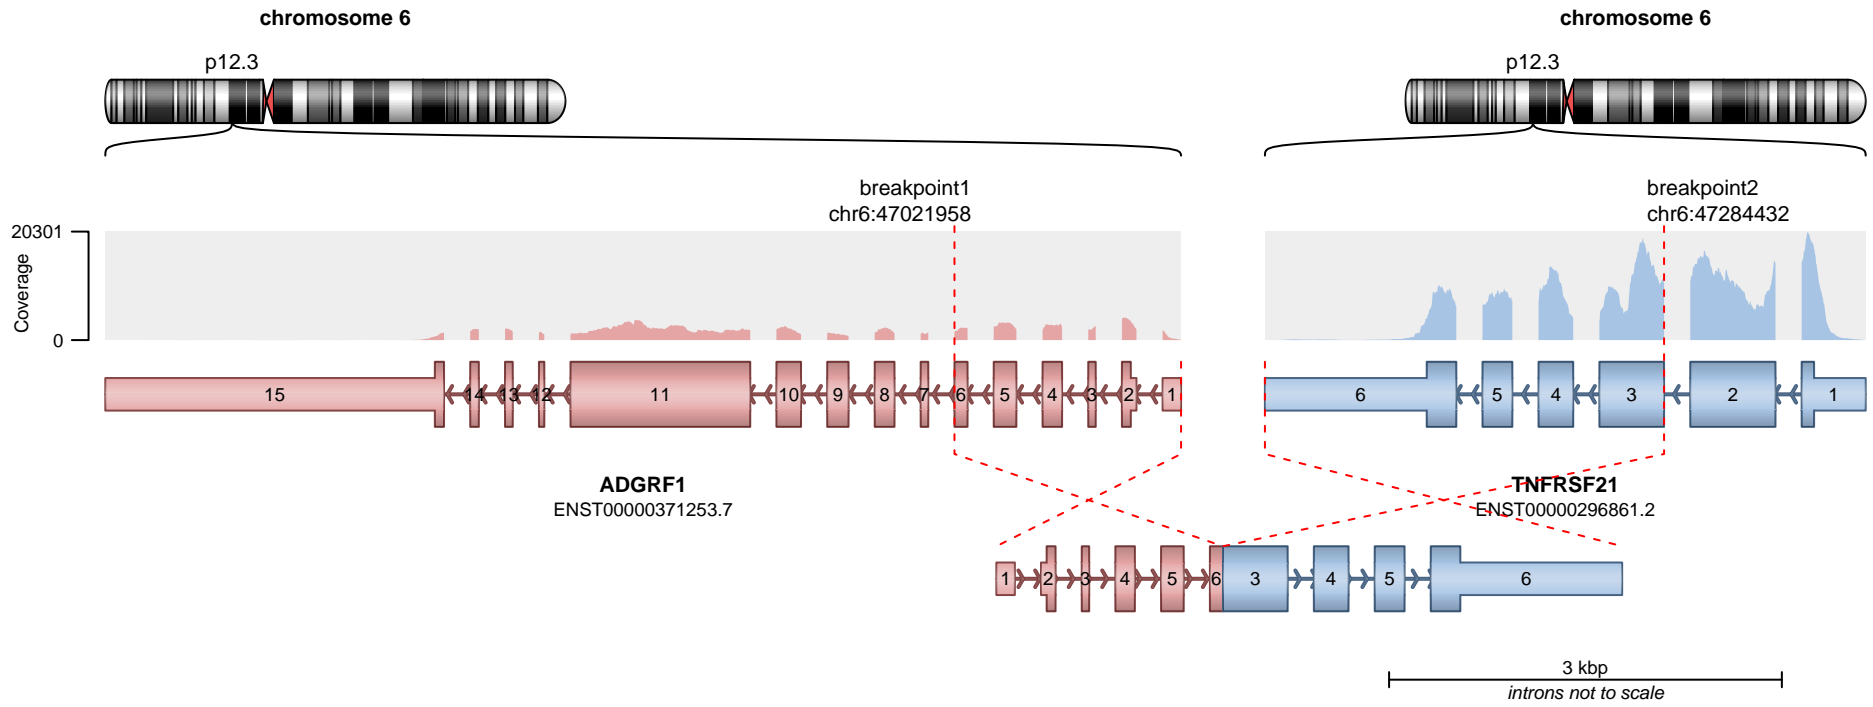 chromosome 6
chromosome 6
p12.3
p12.3
breakpoint1
chr6:47021958
breakpoint2
chr6:47284432
20301
Coverage
0
15 14 13 12 11 10 9 8 7 6 5 4 3 2 1
6 5 4 3 2 1
ADGRF1
ENST00000371253.7
TNFRSF21
ENST00000296861.2
1 2 3 4 5 6 3 4 5 6
3 kbp
introns not to scale